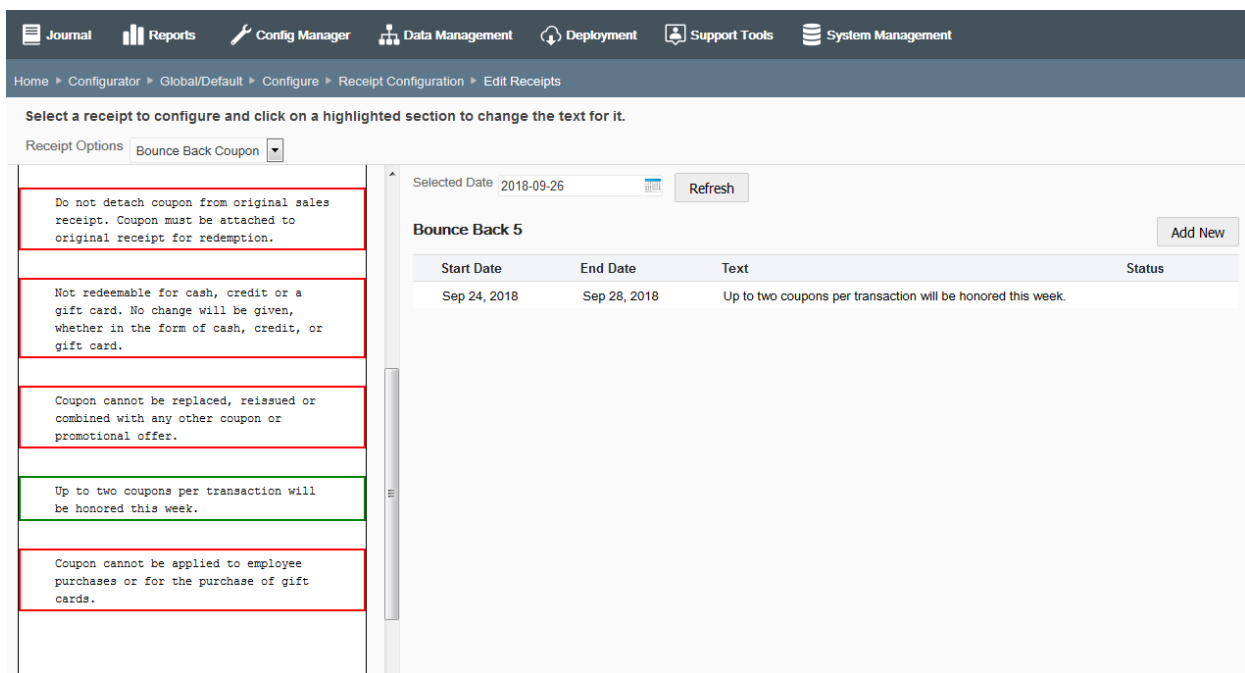 Journal Reports Config Manager Data Management Deployment Support Tools System Management
Home Configurator Global/Default Configure Receipt Configuration Edit Receipts
Select a receipt to configure and click on a highlighted section to change the text for it.
Receipt Options Bounce Back Coupon
Do not detach coupon from original sales
receipt. Coupon must be attached to
original receipt for redemption.
Not redeemable for cash, credit or a
gift card. No change will be given,
whether in the form of cash, credit, or
gift card.
Coupon cannot be replaced, reissued or
combined with any other coupon or
promotional offer.
Up to two coupons per transaction will
be honored this week.
Coupon cannot be applied to employee
purchases or for the purchase of gift
cards.
Selected Date 2018-09-26 Refresh
Bounce Back 5 Add New
Start Date End Date Text Status
Sep 24, 2018 Sep 28, 2018 Up to two coupons per transaction will be honored this week.